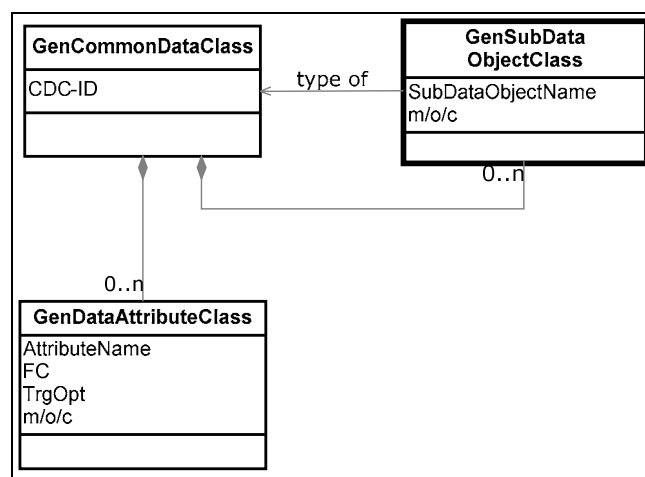 GenCommonDataClass
CDC-ID
type of
GenSubData
ObjectClass
SubDataObjectName
m/o/c
0..n
0..n
GenDataAttributeClass
AttributeName
FC
TrgOpt
m/o/c